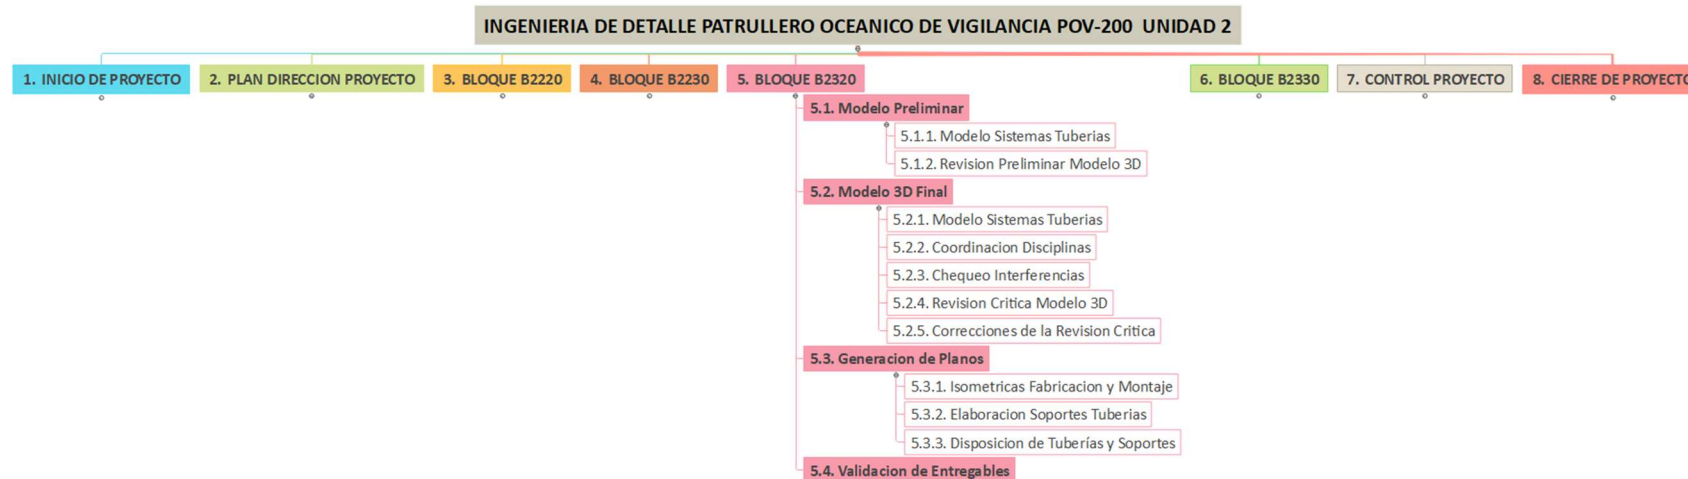 INGENIERIA DE DETALLE PATRULLERO OCEANICO DE VIGILANCIA POV-200 UNIDAD 2
1. INICIO DE PROYECTO
2. PLAN DIRECCION PROYECTO
3. BLOQUE B2220
4. BLOQUE B2230
5. BLOQUE B2320
6. BLOQUE B2330
7. CONTROL PROYECTO
8. CIERRE DE PROYECTO
5.1. Modelo Preliminar
5.1.1. Modelo Sistemas Tuberias
5.1.2. Revision Preliminar Modelo 3D
5.2. Modelo 3D Final
5.2.1. Modelo Sistemas Tuberias
5.2.2. Coordinacion Disciplinas
5.2.3. Chequeo Interferencias
5.2.4. Revision Critica Modelo 3D
5.2.5. Correcciones de la Revision Critica
5.3. Generacion de Planos
5.3.1. Isometricas Fabricacion y Montaje
5.3.2. Elaboracion Soportes Tuberias
5.3.3. Disposicion de Tuberías y Soportes
5.4. Validacion de Entregables